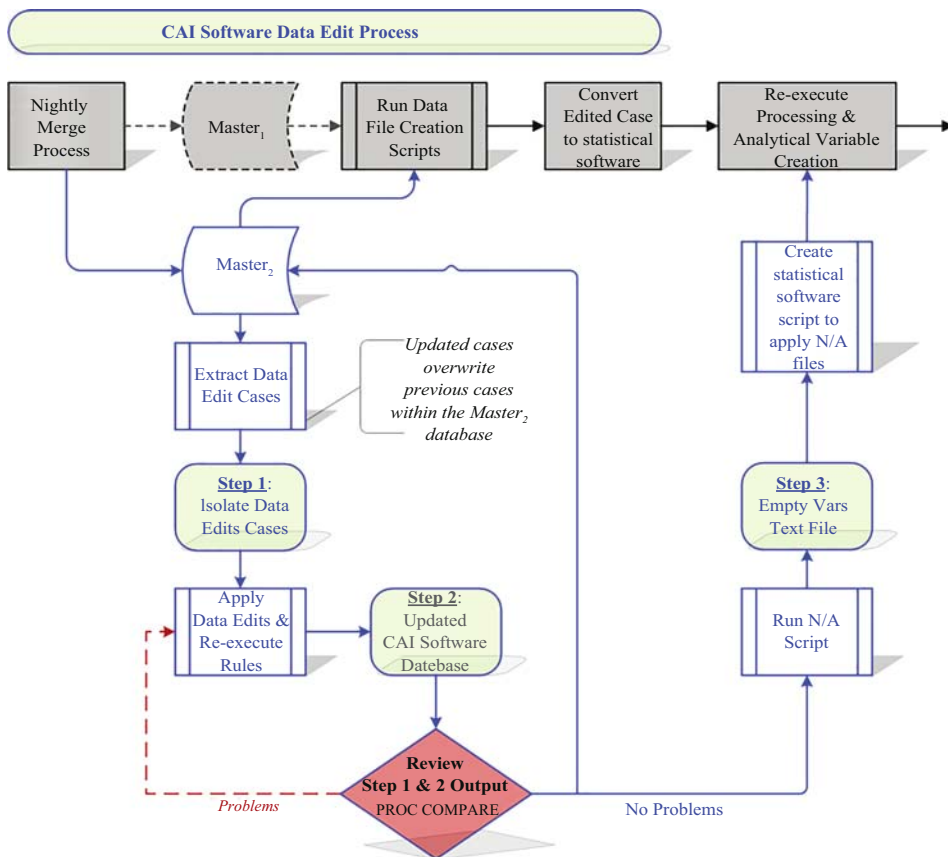 CAI Software Data Edit Process
Nightly
Merge
Process
Master1
Run Data
File Creation
Scripts
Convert
Edited Case
to statistical
software
Re-execute
Processing &
Analytical Variable
Creation
Master2
Create
statistical
software
script to
apply N/A
files
Extract Data
Edit Cases
Updated cases
overwrite
previous cases
within the Master2
database
Step 1:
Isolate Data
Edits Cases
Step 3:
Empty Vars
Text File
Apply
Data Edits &
Re-execute
Rules
Step 2:
Updated
CAI Software
Datebase
Run N/A
Script
Review
Step 1 & 2 Output
PROC COMPARE
Problems
No Problems